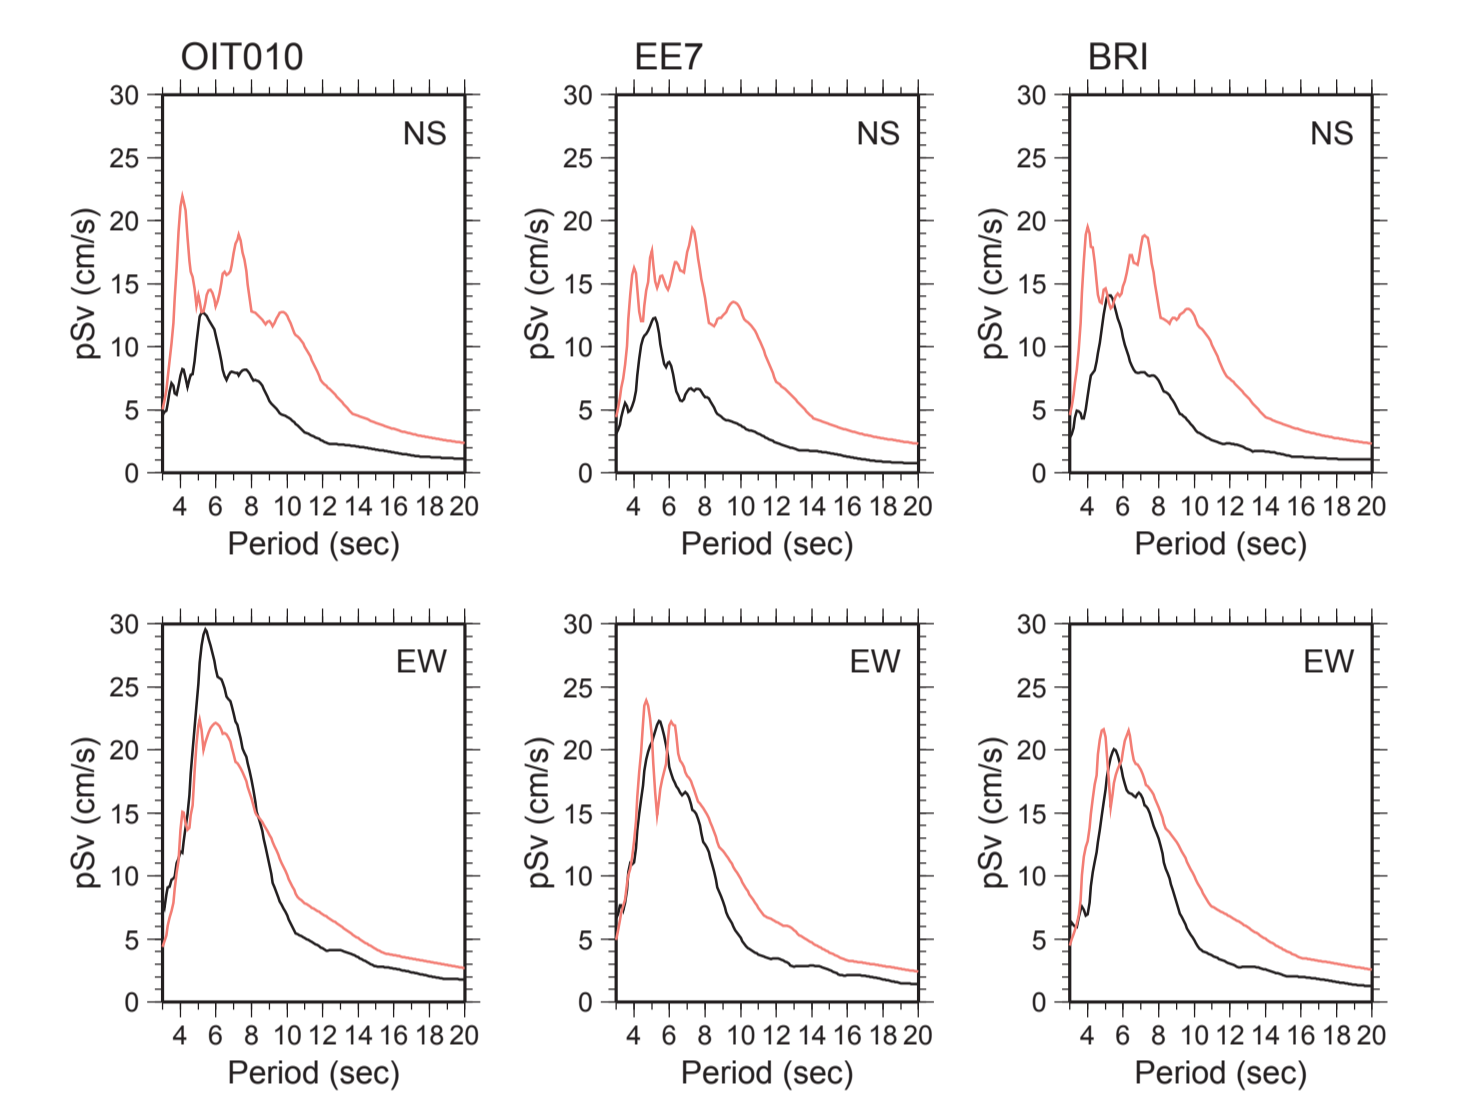 OIT010 EE7 BRI
30 30 30
NS NS NS
25 25 25
20 20 20
pSv (cm/s) pSv (cm/s) pSv (cm/s)
15 15 15
10 10 10
5 5 5
0 0 0
4 6 8 10 12 14 16 18 20 4 6 8 10 12 14 16 18 20 4 6 8 10 12 14 16 18 20
Period (sec) Period (sec) Period (sec)
30 30 30
EW EW EW
25 25 25
20 20 20
pSv (cm/s) pSv (cm/s) pSv (cm/s)
15 15 15
10 10 10
5 5 5
0 0 0
4 6 8 10 12 14 16 18 20 4 6 8 10 12 14 16 18 20 4 6 8 10 12 14 16 18 20
Period (sec) Period (sec) Period (sec)